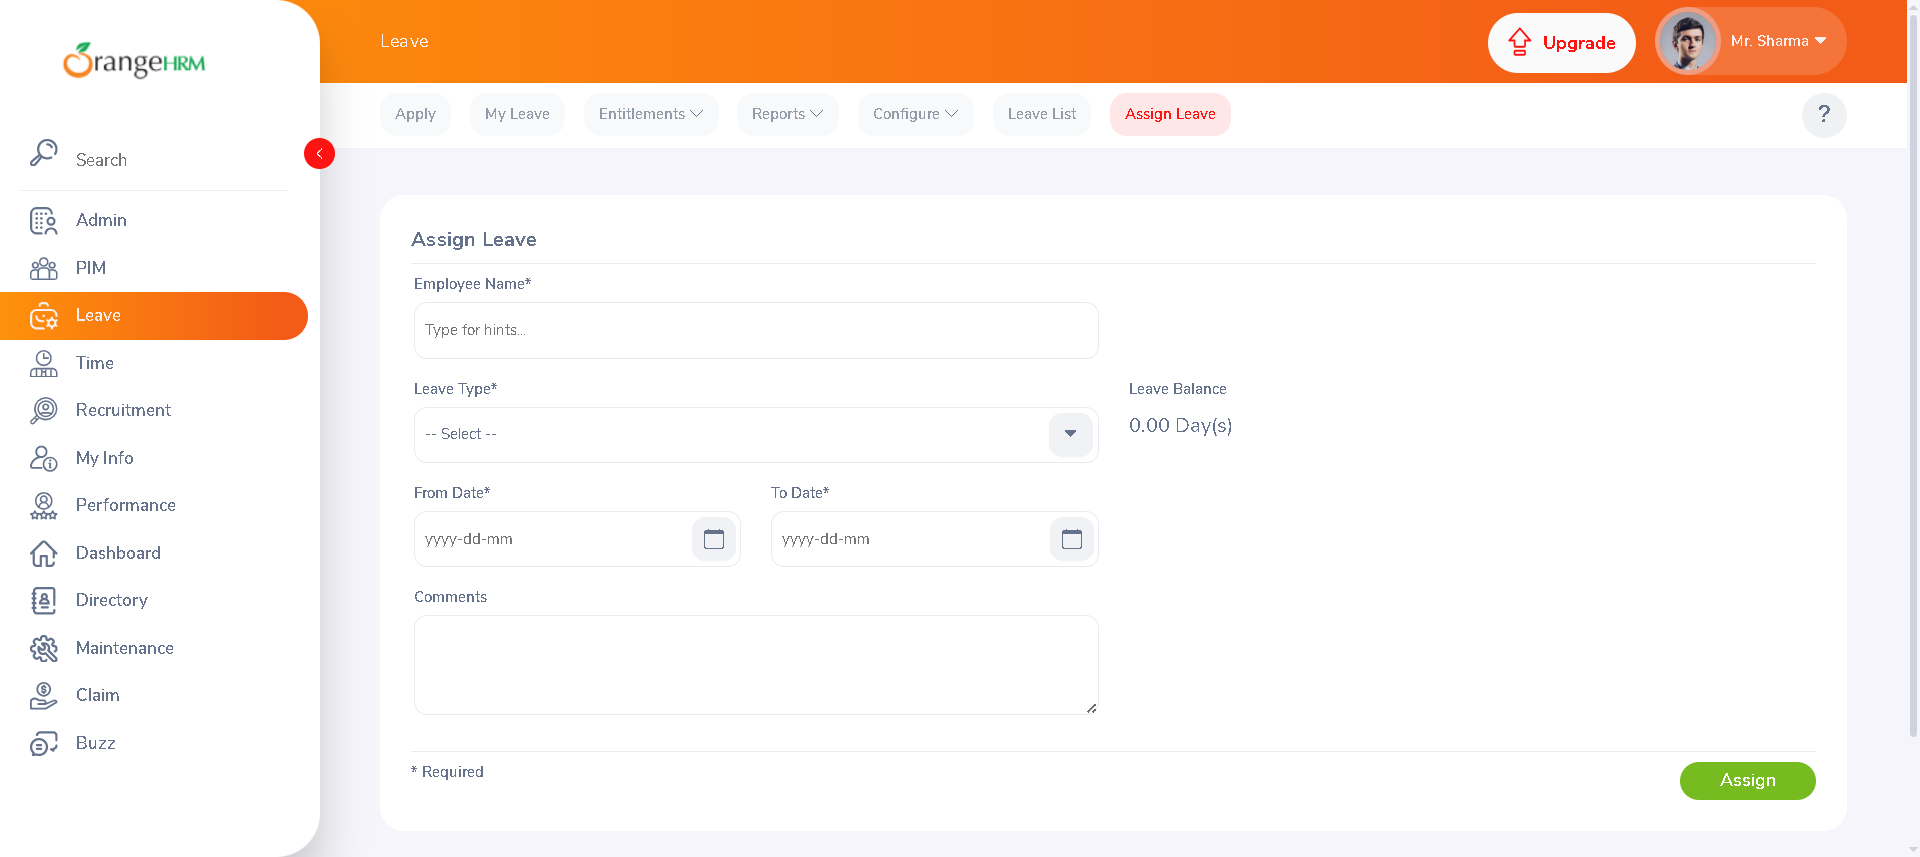 OrangeHRM
Search
Admin
PIM
Leave
Time
Recruitment
My Info
Performance
Dashboard
Directory
Maintenance
Claim
Buzz
Leave
Upgrade
Mr. Sharma
Apply
My Leave
Entitlements
Reports
Configure
Leave List
Assign Leave
?
Assign Leave
Employee Name*
Type for hints...
Leave Type*
Leave Balance
-- Select --
0.00 Day(s)
From Date*
To Date*
yyyy-dd-mm
yyyy-dd-mm
Comments
* Required
Assign